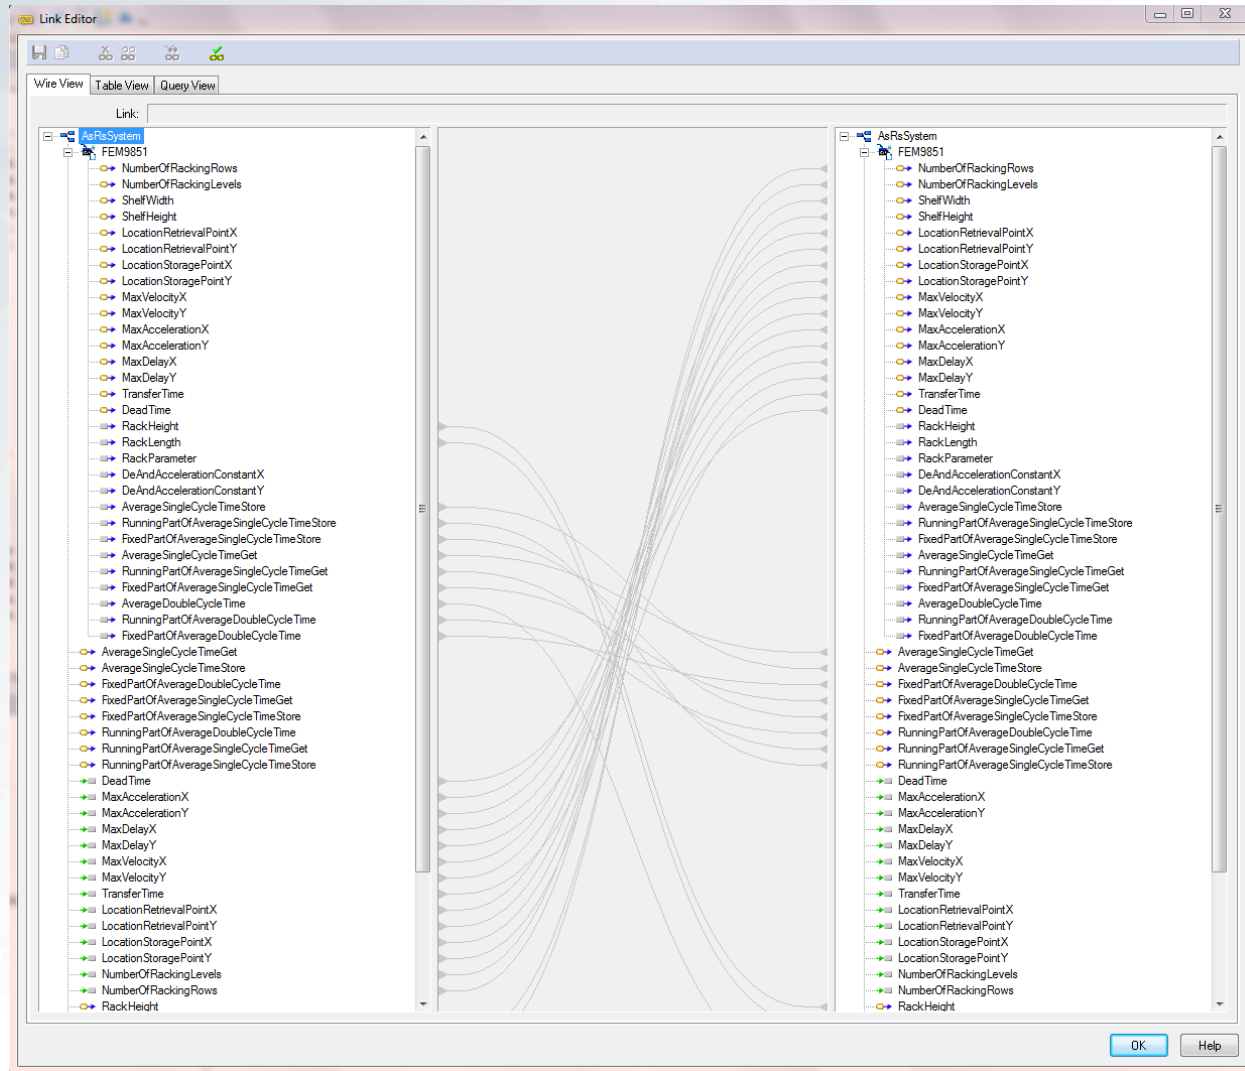 Link Editor
Wire View Table View Query View
Link:
AsRsSystem
FEM9851
NumberOfRackingRows
NumberOfRackingLevels
ShelfWidth
ShelfHeight
LocationRetrievalPointX
LocationRetrievalPointY
LocationStoragePointX
LocationStoragePointY
MaxVelocityX
MaxVelocityY
MaxAccelerationX
MaxAccelerationY
MaxDelayX
MaxDelayY
TransferTime
DeadTime
RackHeight
RackLength
RackParameter
DeAndAccelerationConstantX
DeAndAccelerationConstantY
AverageSingleCycleTimeStore
RunningPartOfAverageSingleCycleTimeStore
FixedPartOfAverageSingleCycleTimeStore
AverageSingleCycleTimeGet
RunningPartOfAverageSingleCycleTimeGet
FixedPartOfAverageSingleCycleTimeGet
AverageDoubleCycleTime
RunningPartOfAverageDoubleCycleTime
FixedPartOfAverageDoubleCycleTime
AverageSingleCycleTimeGet
AverageSingleCycleTimeStore
FixedPartOfAverageDoubleCycleTime
FixedPartOfAverageSingleCycleTimeGet
FixedPartOfAverageSingleCycleTimeStore
RunningPartOfAverageDoubleCycleTime
RunningPartOfAverageSingleCycleTimeGet
RunningPartOfAverageSingleCycleTimeStore
DeadTime
MaxAccelerationX
MaxAccelerationY
MaxDelayX
MaxDelayY
MaxVelocityX
MaxVelocityY
TransferTime
LocationRetrievalPointX
LocationRetrievalPointY
LocationStoragePointX
LocationStoragePointY
NumberOfRackingLevels
NumberOfRackingRows
RackHeight
AsRsSystem
FEM9851
NumberOfRackingRows
NumberOfRackingLevels
ShelfWidth
ShelfHeight
LocationRetrievalPointX
LocationRetrievalPointY
LocationStoragePointX
LocationStoragePointY
MaxVelocityX
MaxVelocityY
MaxAccelerationX
MaxAccelerationY
MaxDelayX
MaxDelayY
TransferTime
DeadTime
RackHeight
RackLength
RackParameter
DeAndAccelerationConstantX
DeAndAccelerationConstantY
AverageSingleCycleTimeStore
RunningPartOfAverageSingleCycleTimeStore
FixedPartOfAverageSingleCycleTimeStore
AverageSingleCycleTimeGet
RunningPartOfAverageSingleCycleTimeGet
FixedPartOfAverageSingleCycleTimeGet
AverageDoubleCycleTime
RunningPartOfAverageDoubleCycleTime
FixedPartOfAverageDoubleCycleTime
AverageSingleCycleTimeGet
AverageSingleCycleTimeStore
FixedPartOfAverageDoubleCycleTime
FixedPartOfAverageSingleCycleTimeGet
FixedPartOfAverageSingleCycleTimeStore
RunningPartOfAverageDoubleCycleTime
RunningPartOfAverageSingleCycleTimeGet
RunningPartOfAverageSingleCycleTimeStore
DeadTime
MaxAccelerationX
MaxAccelerationY
MaxDelayX
MaxDelayY
MaxVelocityX
MaxVelocityY
TransferTime
LocationRetrievalPointX
LocationRetrievalPointY
LocationStoragePointX
LocationStoragePointY
NumberOfRackingLevels
NumberOfRackingRows
RackHeight
OK Help